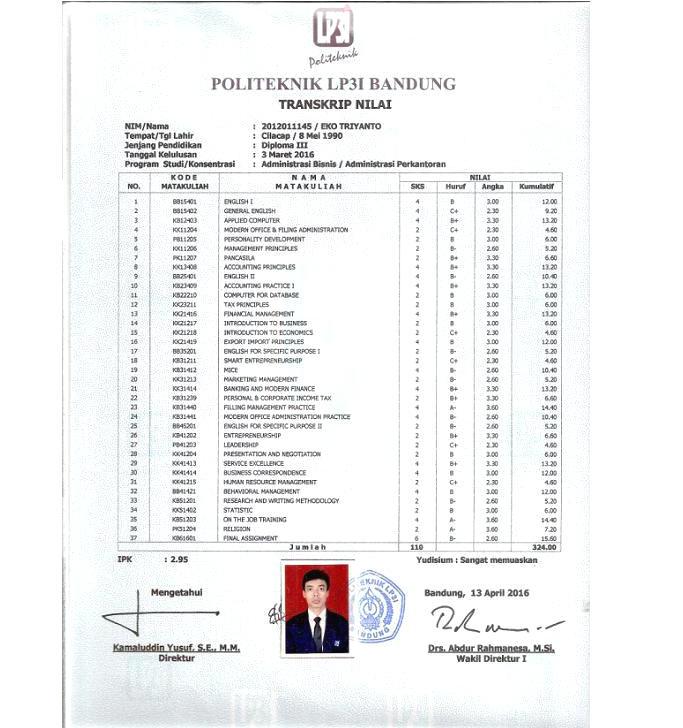 LP3I
Politeknik
POLITEKNIK LP3I BANDUNG
TRANSKRIP NILAI
NIM/Nama : 2012011145 / EKO TRIYANTO
Tempat/Tgl Lahir : Cilacap / 8 Mei 1990
Jenjang Pendidikan : Diploma III
Tanggal Kelulusan : 3 Maret 2016
Program Studi/Konsentrasi : Administrasi Bisnis / Administrasi Perkantoran
NO. KODE MATAKULIAH NAMA MATAKULIAH SKS NILAI Huruf Angka Kumulatif
1 BB15401 ENGLISH I 4 B 3.00 12.00
2 BB15402 GENERAL ENGLISH 4 C+ 2.30 9.20
3 KB12403 APPLIED COMPUTER 4 B+ 3.30 13.20
4 KK11204 MODERN OFFICE & FILING ADMINISTRATION 2 C+ 2.30 4.60
5 PB11205 PERSONALITY DEVELOPMENT 2 B 3.00 6.00
6 KK11206 MANAGEMENT PRINCIPLES 2 B- 2.60 5.20
7 PK11207 PANCASILA 2 B+ 3.30 6.60
8 KK13408 ACCOUNTING PRINCIPLES 4 B+ 3.30 13.20
9 BB25401 ENGLISH II 4 B- 2.60 10.40
10 KB23409 ACCOUNTING PRACTICE I 4 B+ 3.30 13.20
11 KB22210 COMPUTER FOR DATABASE 2 B 3.00 6.00
12 KK23211 TAX PRINCIPLES 2 B 3.00 6.00
13 KK21416 FINANCIAL MANAGEMENT 4 B+ 3.30 13.20
14 KK21217 INTRODUCTION TO BUSINESS 2 B 3.00 6.00
15 KK21218 INTRODUCTION TO ECONOMICS 2 C+ 2.30 4.60
16 KK21419 EXPORT IMPORT PRINCIPLES 4 B 3.00 12.00
17 BB35201 ENGLISH FOR SPECIFIC PURPOSE I 2 B- 2.60 5.20
18 KB31211 SMART ENTREPRENEURSHIP 2 C+ 2.30 4.60
19 KB31412 MICE 4 B- 2.60 10.40
20 KK31213 MARKETING MANAGEMENT 2 B- 2.60 5.20
21 KK31414 BANKING AND MODERN FINANCE 4 B+ 3.30 13.20
22 KB31239 PERSONAL & CORPORATE INCOME TAX 2 B+ 3.30 6.60
23 KB31440 FILLING MANAGEMENT PRACTICE 4 A- 3.60 14.40
24 KB31441 MODERN OFFICE ADMINISTRATION PRACTICE 4 B- 2.60 10.40
25 BB45201 ENGLISH FOR SPECIFIC PURPOSE II 2 B- 2.60 5.20
26 KB41202 ENTREPRENEURSHIP 2 B+ 3.30 6.60
27 PB41203 LEADERSHIP 2 C+ 2.30 4.60
28 KK41204 PRESENTATION AND NEGOTIATION 2 B 3.00 6.00
29 KK41413 SERVICE EXCELLENCE 4 B+ 3.30 13.20
30 KK41414 BUSINESS CORRESPONDENCE 4 B 3.00 12.00
31 KK41215 HUMAN RESOURCE MANAGEMENT 2 C+ 2.30 4.60
32 BB41421 BEHAVIORAL MANAGEMENT 4 B 3.00 12.00
33 KB51201 RESEARCH AND WRITING METHODOLOGY 2 B- 2.60 5.20
34 KK51402 STATISTIC 2 B 3.00 6.00
35 KB51203 ON THE JOB TRAINING 4 A- 3.60 14.40
36 PK51204 RELIGION 2 A- 3.60 7.20
37 KB61601 FINAL ASSIGNMENT 6 B- 2.60 15.60
Jumlah 110 324.00
IPK : 2.95 Yudisium : Sangat memuaskan
Mengetahui
Bandung, 13 April 2016
POLITEKNIK LP3I
BANDUNG
Kamaluddin Yusuf. S.E., M.M.
Direktur
Drs. Abdur Rahmanesa, M.Si.
Wakil Direktur I